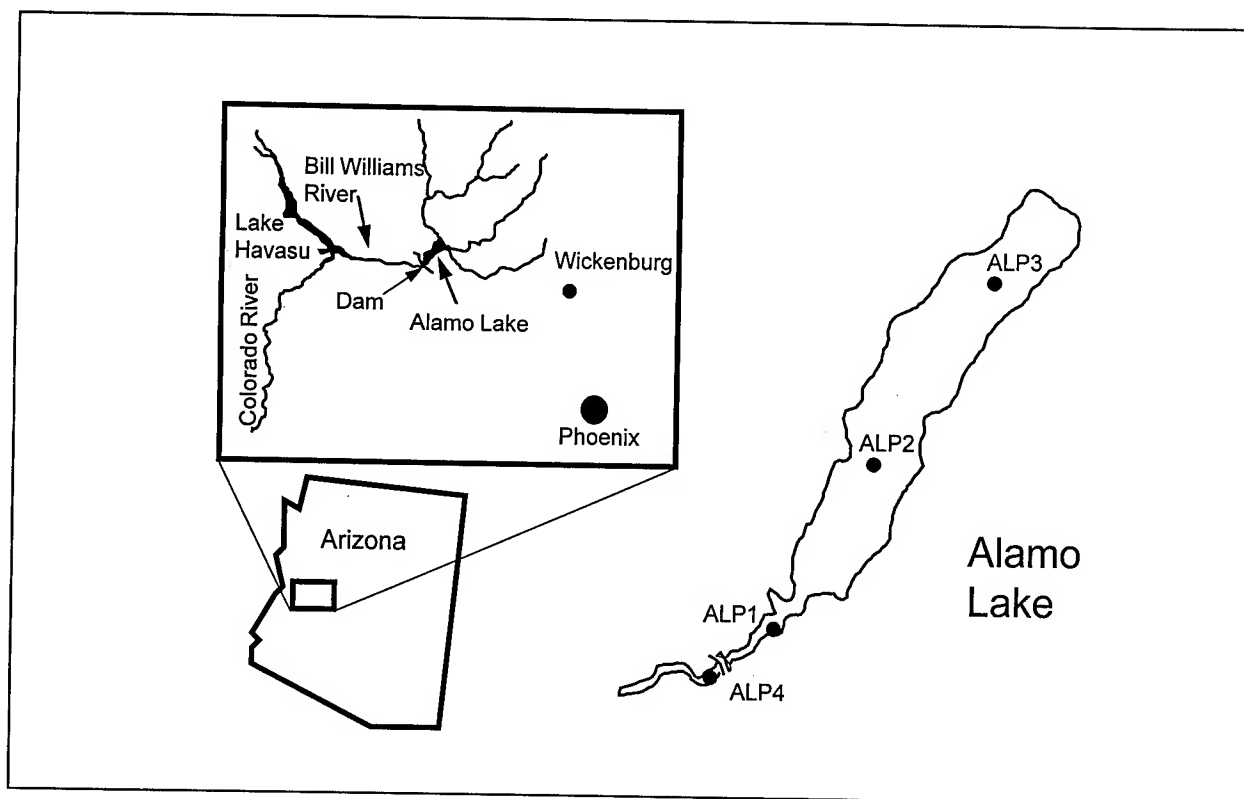 Bill Williams
River
Lake
Havasu
Wickenburg
Dam
Alamo Lake
Colorado River
Phoenix
Arizona
ALP3
ALP2
Alamo
Lake
ALP1
ALP4